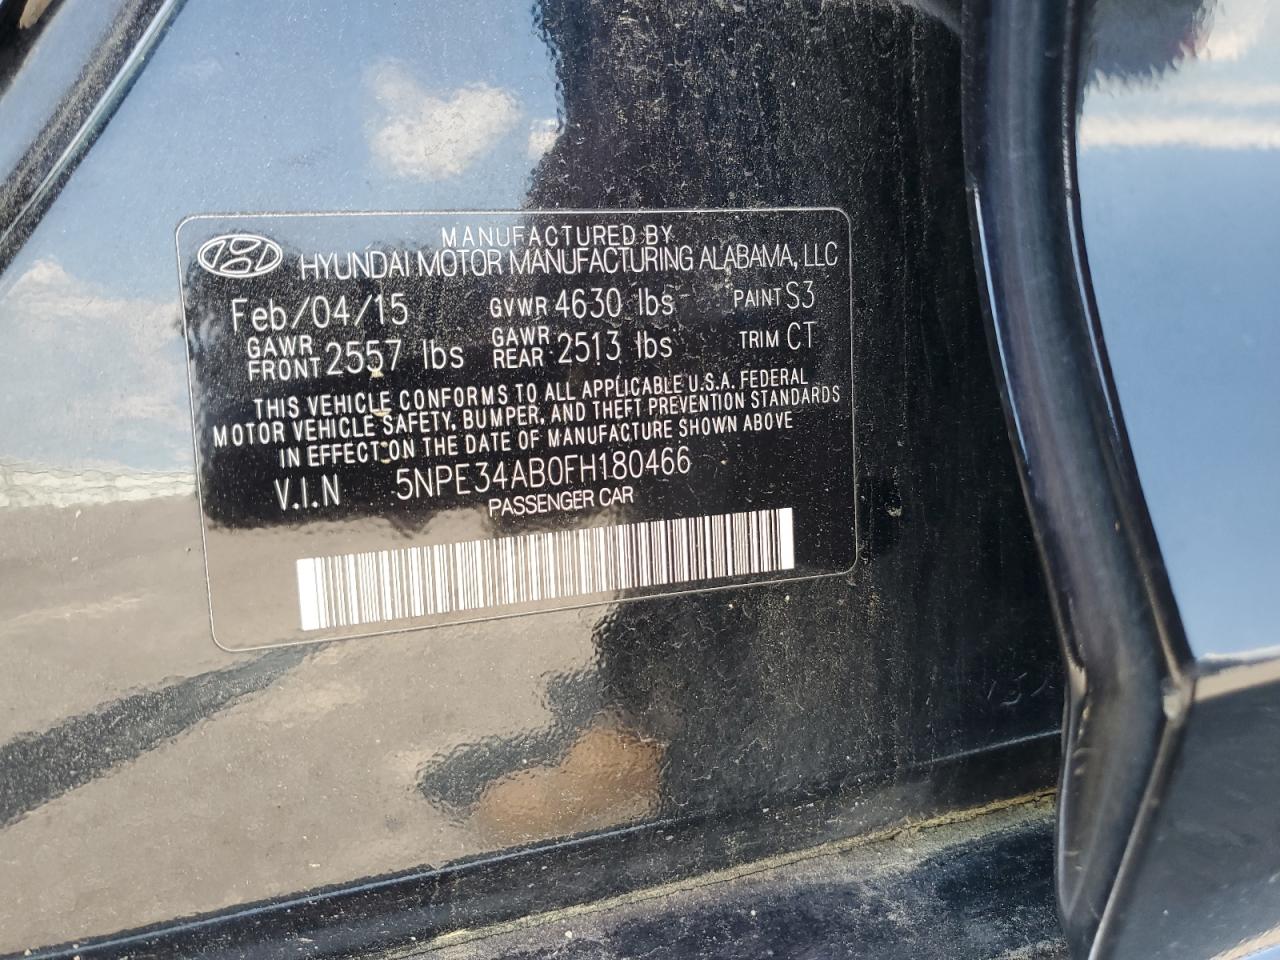 MANUFACTURED BY
HYUNDAI MOTOR MANUFACTURING ALABAMA, LLC
Feb/04/15 GVWR 4630 lbs PAINT S3
GAWR FRONT 2557 lbs GAWR REAR 2513 lbs TRIM CT
THIS VEHICLE CONFORMS TO ALL APPLICABLE U.S.A. FEDERAL
MOTOR VEHICLE SAFETY, BUMPER, AND THEFT PREVENTION STANDARDS
IN EFFECT ON THE DATE OF MANUFACTURE SHOWN ABOVE
V.I.N 5NPE34AB0FH180466
PASSENGER CAR